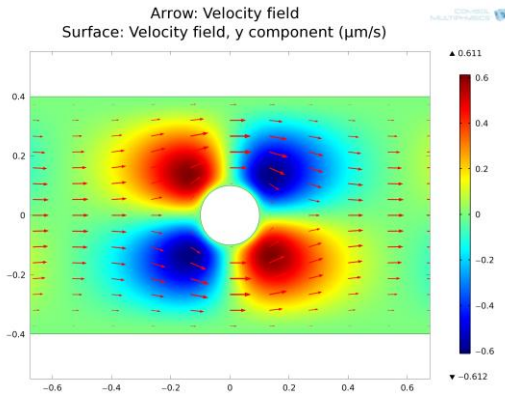 Arrow: Velocity field
Surface: Velocity field, y component (µm/s)
COMSOL
MULTIPHYSICS
▲ 0.611
0.6
0.4
0.2
0
−0.2
−0.4
−0.6
▼ −0.612
0.4
0.2
0
−0.2
−0.4
−0.6 −0.4 −0.2 0 0.2 0.4 0.6